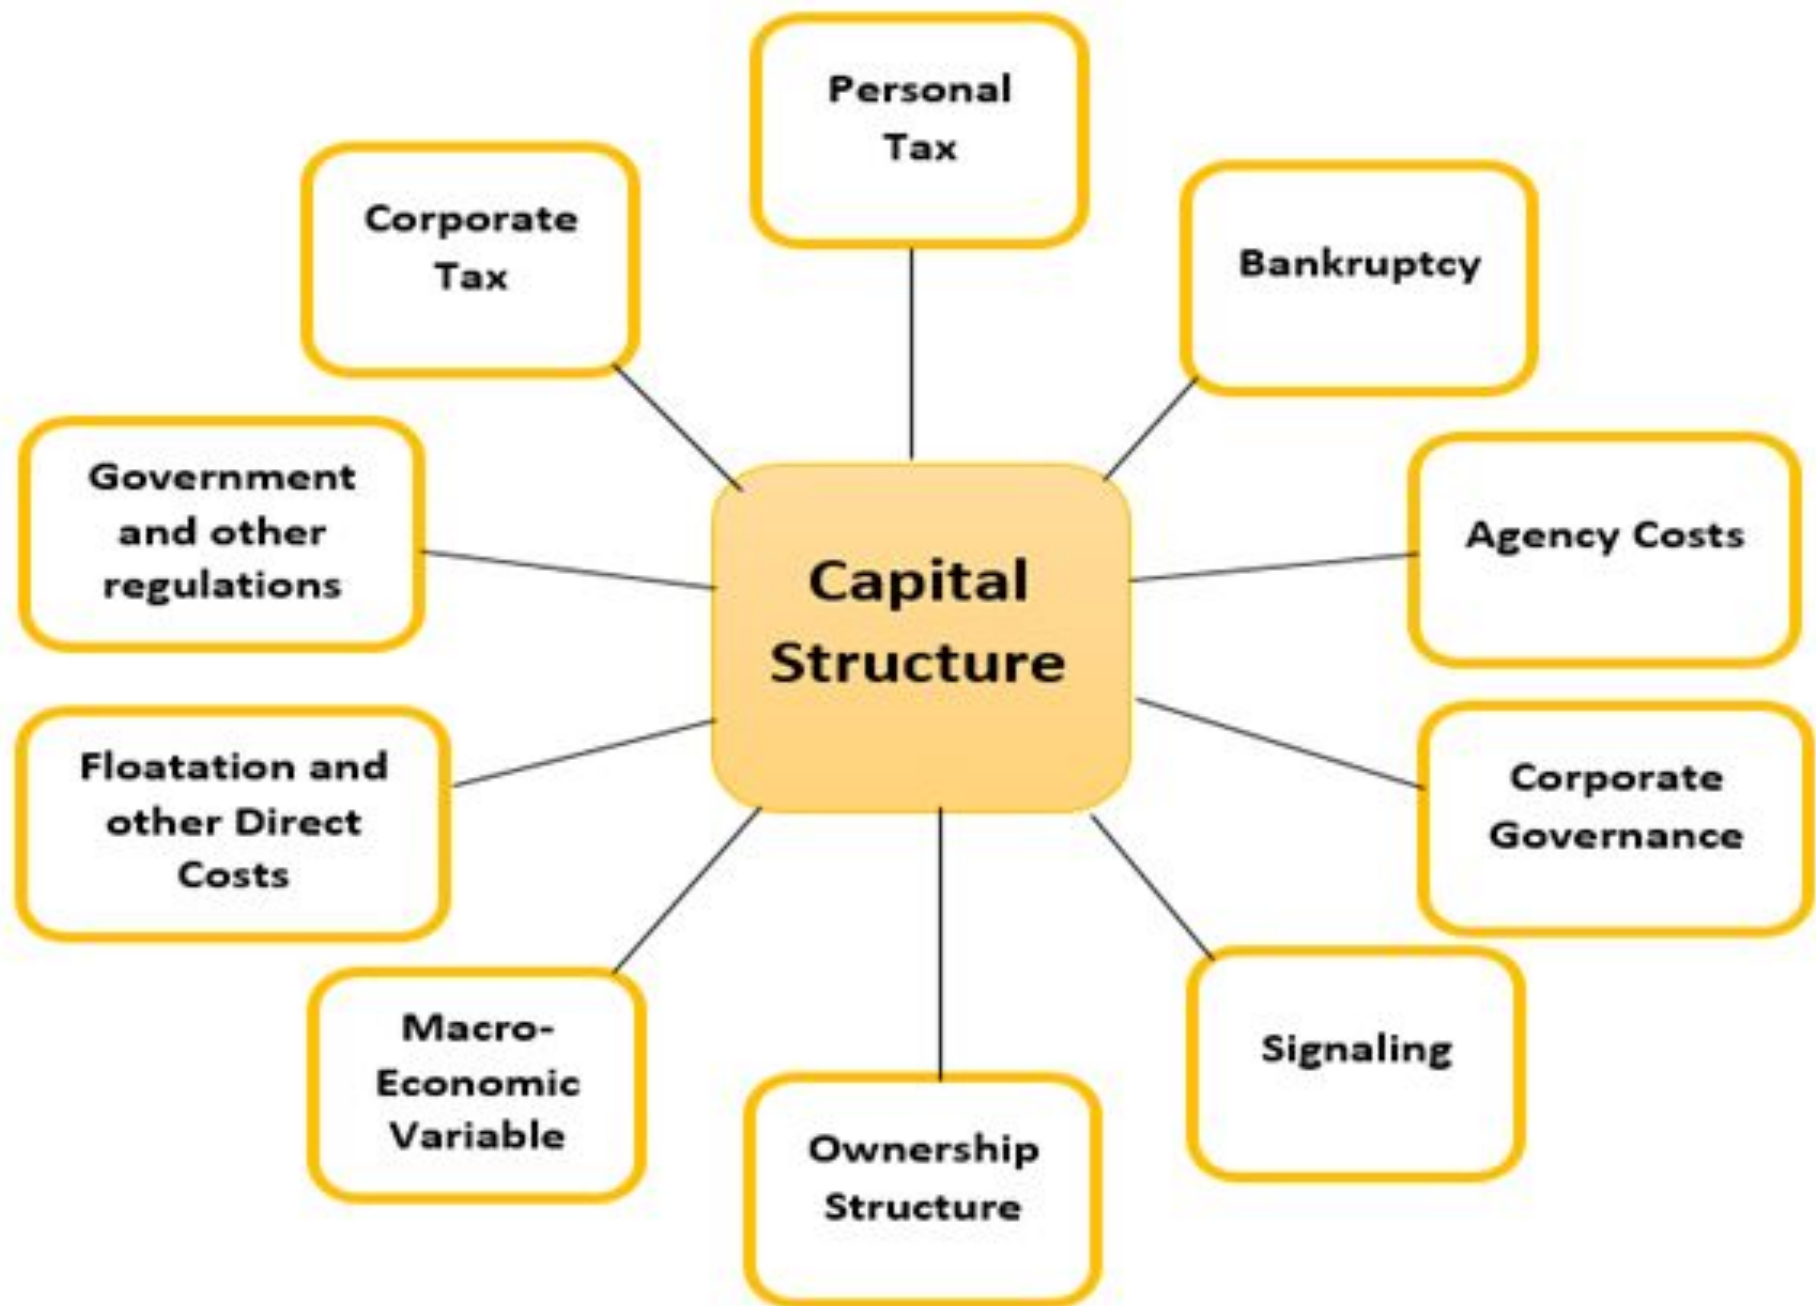 Personal
Tax
Corporate
Tax
Bankruptcy
Government
and other
regulations
Agency Costs
Capital
Structure
Floatation and
other Direct
Costs
Corporate
Governance
Macro-
Economic
Variable
Signaling
Ownership
Structure